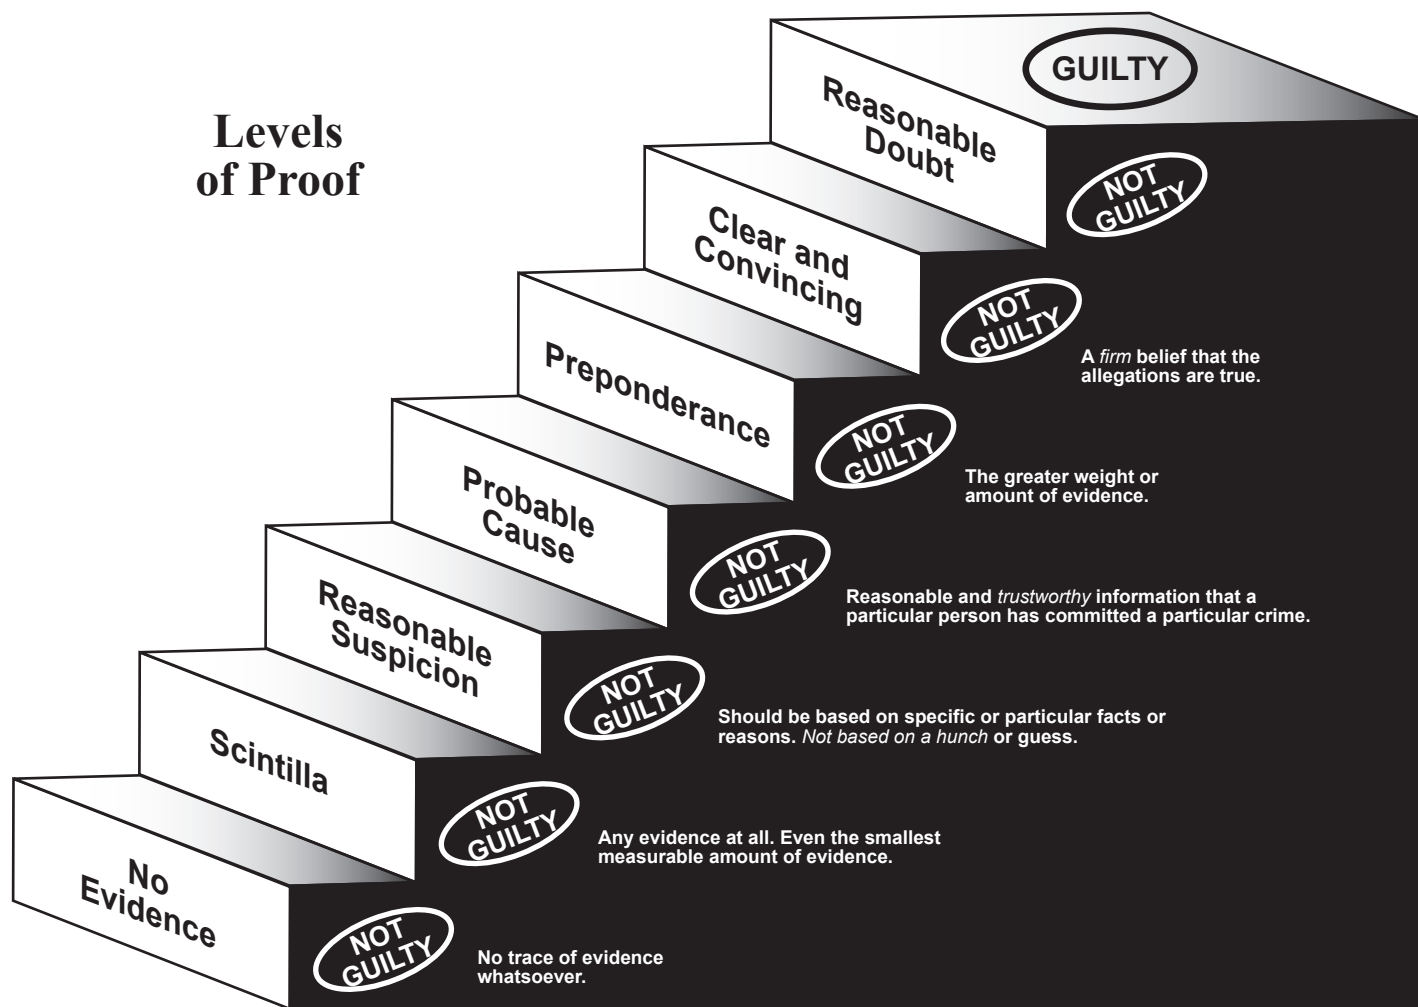 Levels
of Proof
GUILTY
Reasonable
Doubt
NOT
GUILTY
Clear and
Convincing
NOT
GUILTY
A firm belief that the
allegations are true.
Preponderance
NOT
GUILTY
The greater weight or
amount of evidence.
Probable
Cause
NOT
GUILTY
Reasonable and trustworthy information that a
particular person has committed a particular crime.
Reasonable
Suspicion
NOT
GUILTY
Should be based on specific or particular facts or
reasons. Not based on a hunch or guess.
Scintilla
NOT
GUILTY
Any evidence at all. Even the smallest
measurable amount of evidence.
No
Evidence
NOT
GUILTY
No trace of evidence
whatsoever.